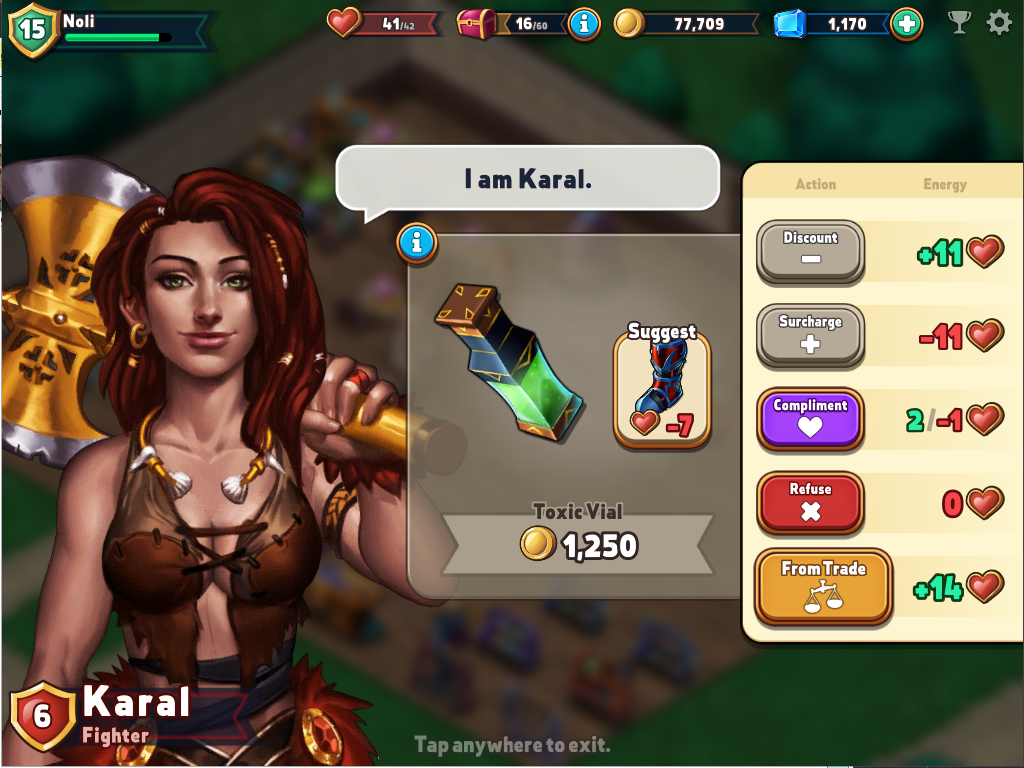 15
Noli
41/42
16/60
i
77,709
1,170
I am Karal.
i
Suggest
-7
Toxic Vial
1,250
Action Energy
Discount +11
Surcharge -11
Compliment 2/-1
Refuse 0
From Trade +14
6
Karal
Fighter
Tap anywhere to exit.